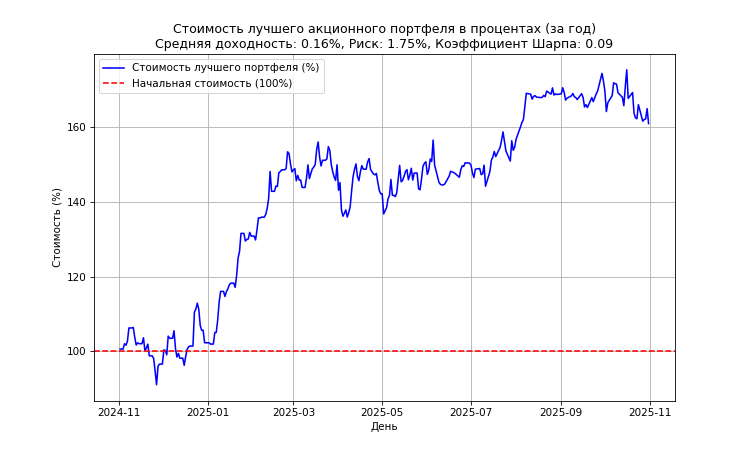 Стоимость лучшего акционного портфеля в процентах (за год)
Средняя доходность: 0.16%, Риск: 1.75%, Коэффициент Шарпа: 0.09
Стоимость лучшего портфеля (%)
Начальная стоимость (100%)
Стоимость (%)
160
140
120
100
2024-11
2025-01
2025-03
2025-05
2025-07
2025-09
2025-11
День